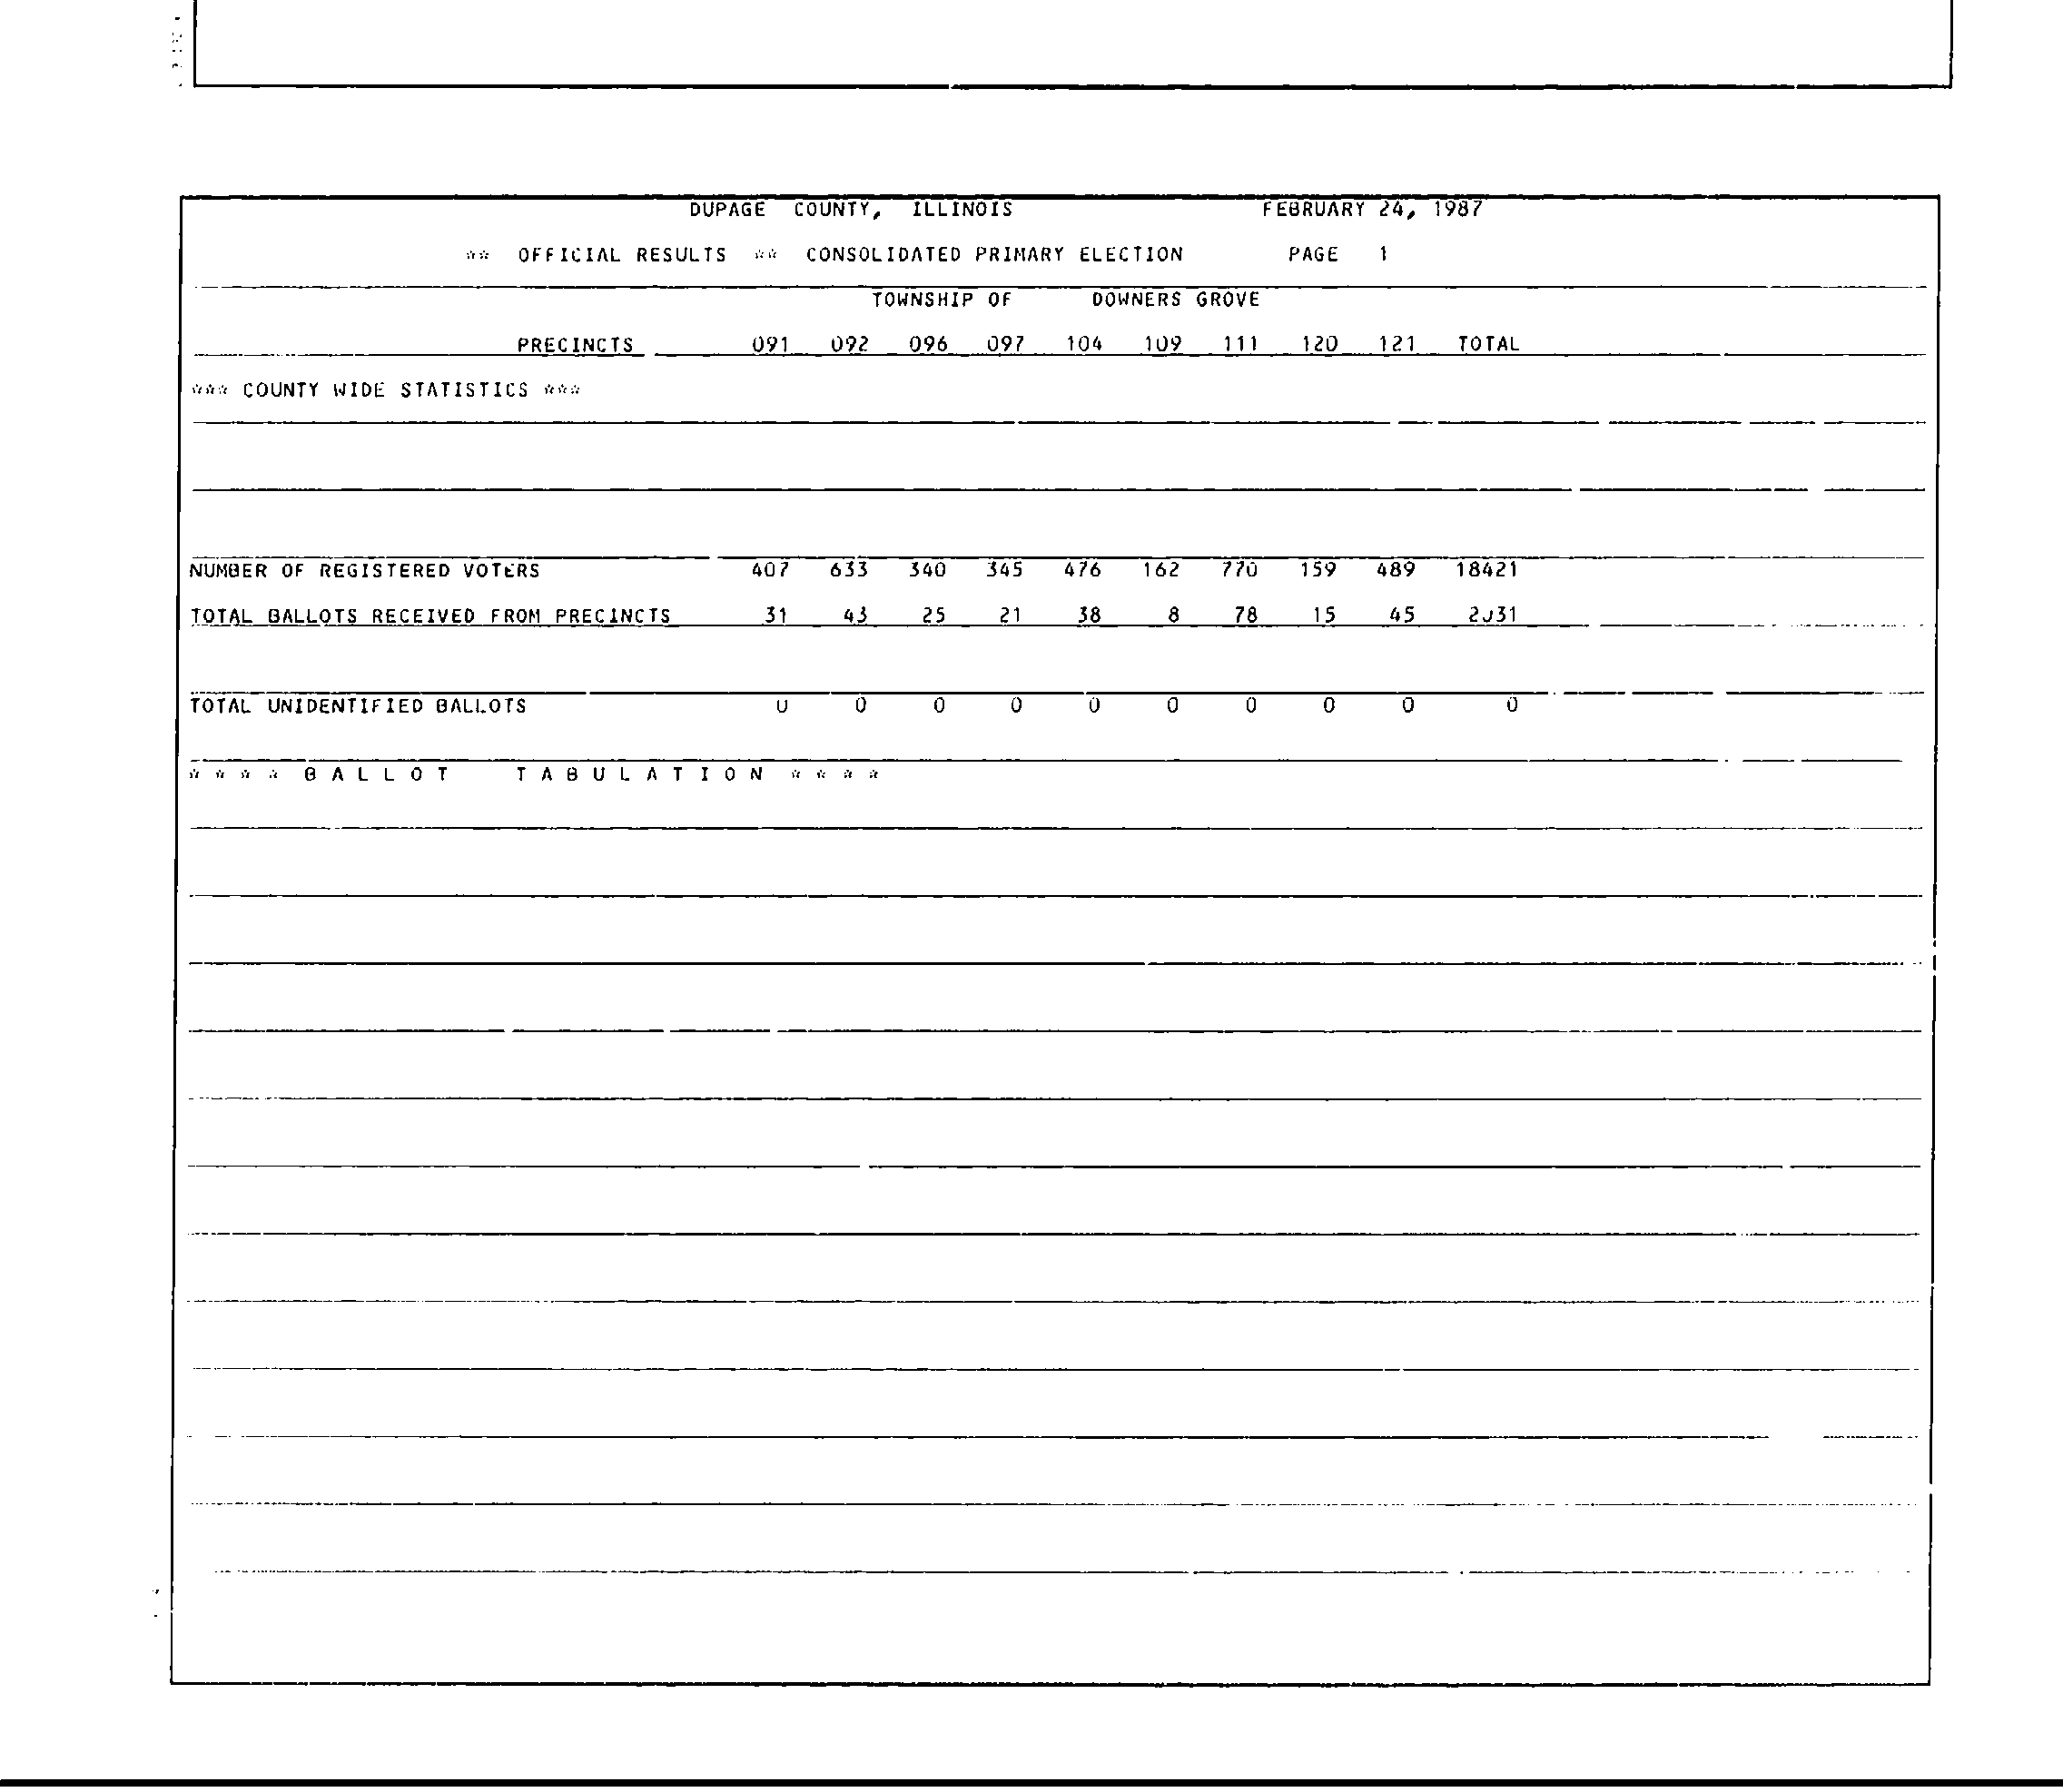 DUPAGE COUNTY, ILLINOIS FEBRUARY 24, 1987
** OFFICIAL RESULTS ** CONSOLIDATED PRIMARY ELECTION PAGE 1
TOWNSHIP OF DOWNERS GROVE
PRECINCTS 091 092 096 097 104 109 111 120 121 TOTAL
*** COUNTY WIDE STATISTICS ***
NUMBER OF REGISTERED VOTERS 407 633 340 345 476 162 770 159 489 18421
TOTAL BALLOTS RECEIVED FROM PRECINCTS 31 43 25 21 38 8 78 15 45 2031
TOTAL UNIDENTIFIED BALLOTS 0 0 0 0 0 0 0 0 0 0
* * * * B A L L O T T A B U L A T I O N * * * *